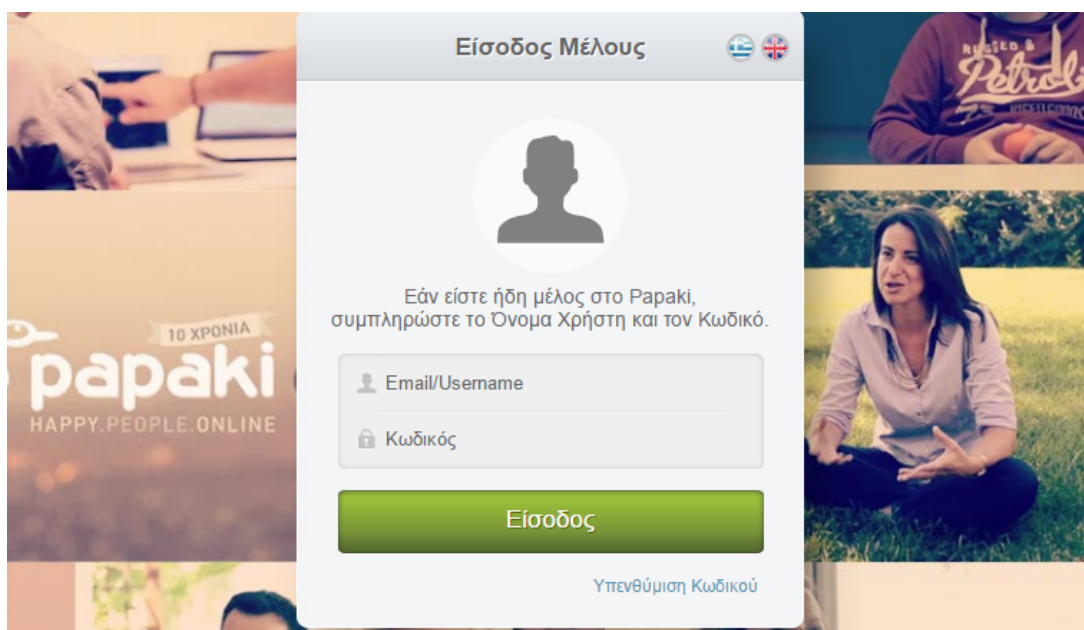 Είσοδος Μέλους
Εάν είστε ήδη μέλος στο Papaki,
συμπληρώστε το Όνομα Χρήστη και τον Κωδικό.
Email/Username
Κωδικός
Είσοδος
Υπενθύμιση Κωδικού
10 ΧΡΟΝΙΑ
papaki
HAPPY.PEOPLE.ONLINE
RUGGED &
Petrol